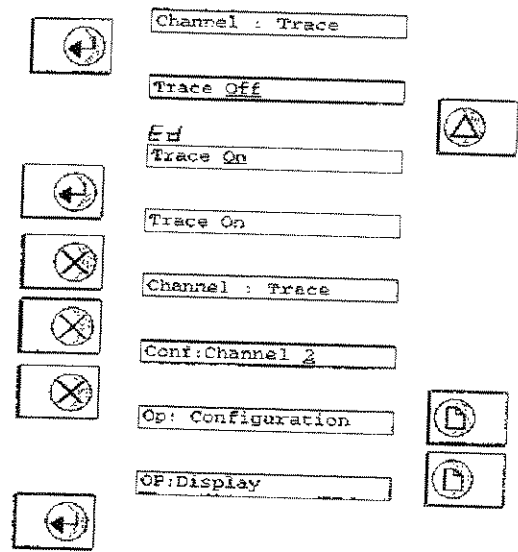 Channel : Trace
Trace Off
Ed
Trace On
Trace On
Channel : Trace
Conf:Channel 2
Op: Configuration
OP:Display